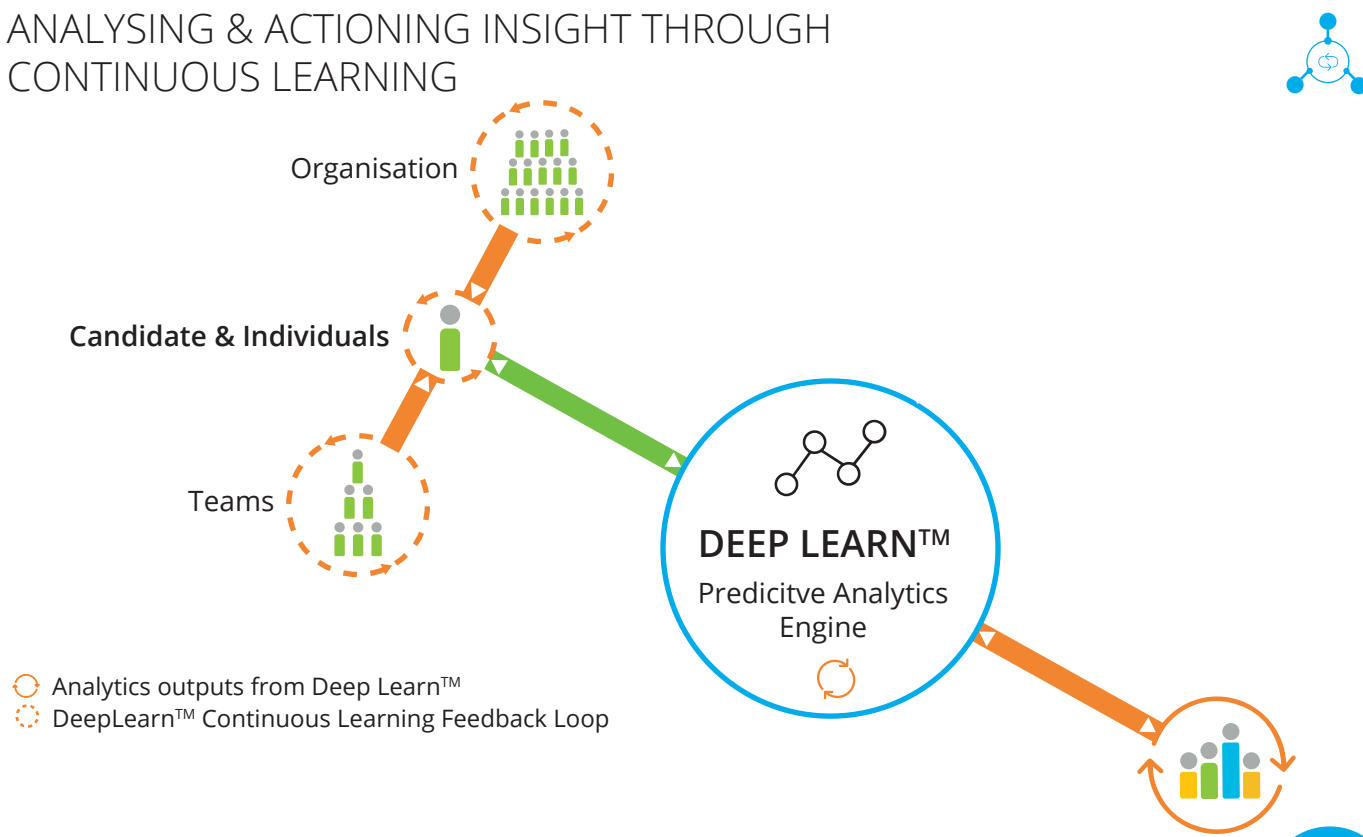 ANALYSING & ACTIONING INSIGHT THROUGH
CONTINUOUS LEARNING
Organisation
Candidate & Individuals
Teams
DEEP LEARN™
Predicitve Analytics
Engine
Analytics outputs from Deep Learn™
DeepLearn™ Continuous Learning Feedback Loop